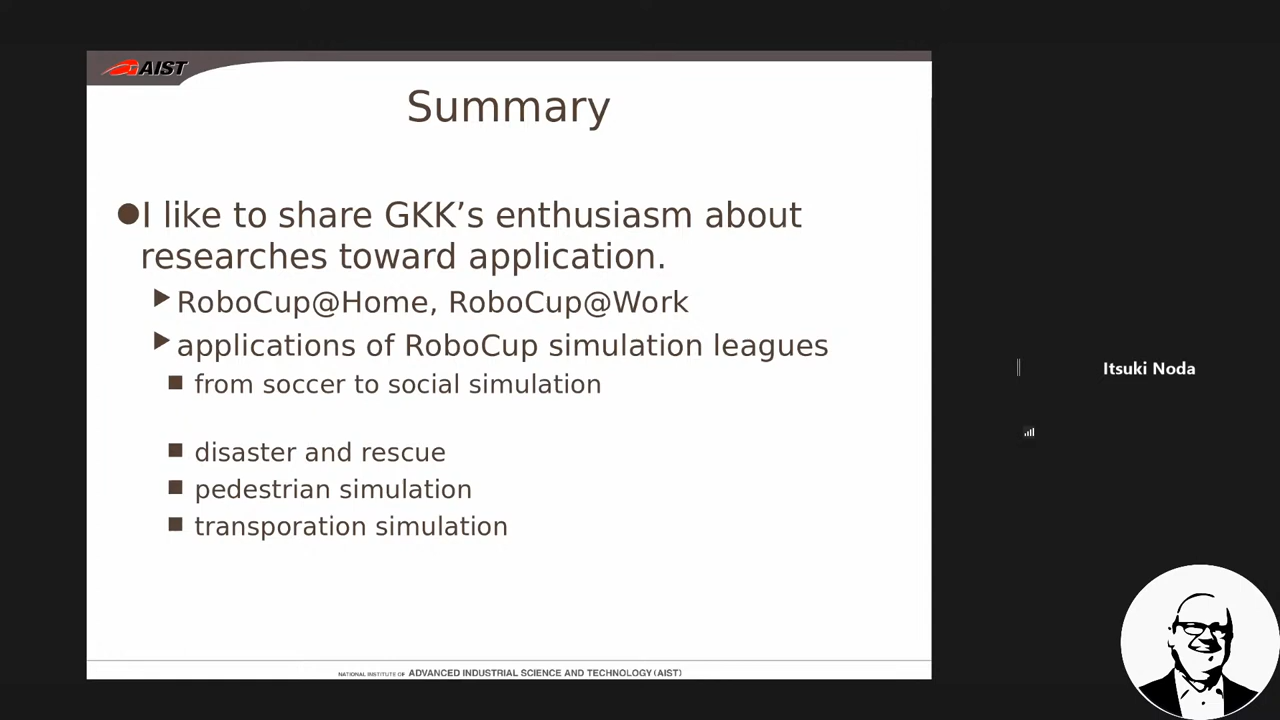 AIST
Summary
●I like to share GKK’s enthusiasm about
researches toward application.
▶RoboCup@Home, RoboCup@Work
▶applications of RoboCup simulation leagues
■ from soccer to social simulation
■ disaster and rescue
■ pedestrian simulation
■ transporation simulation
Itsuki Noda
NATIONAL INSTITUTE OF ADVANCED INDUSTRIAL SCIENCE AND TECHNOLOGY (AIST)